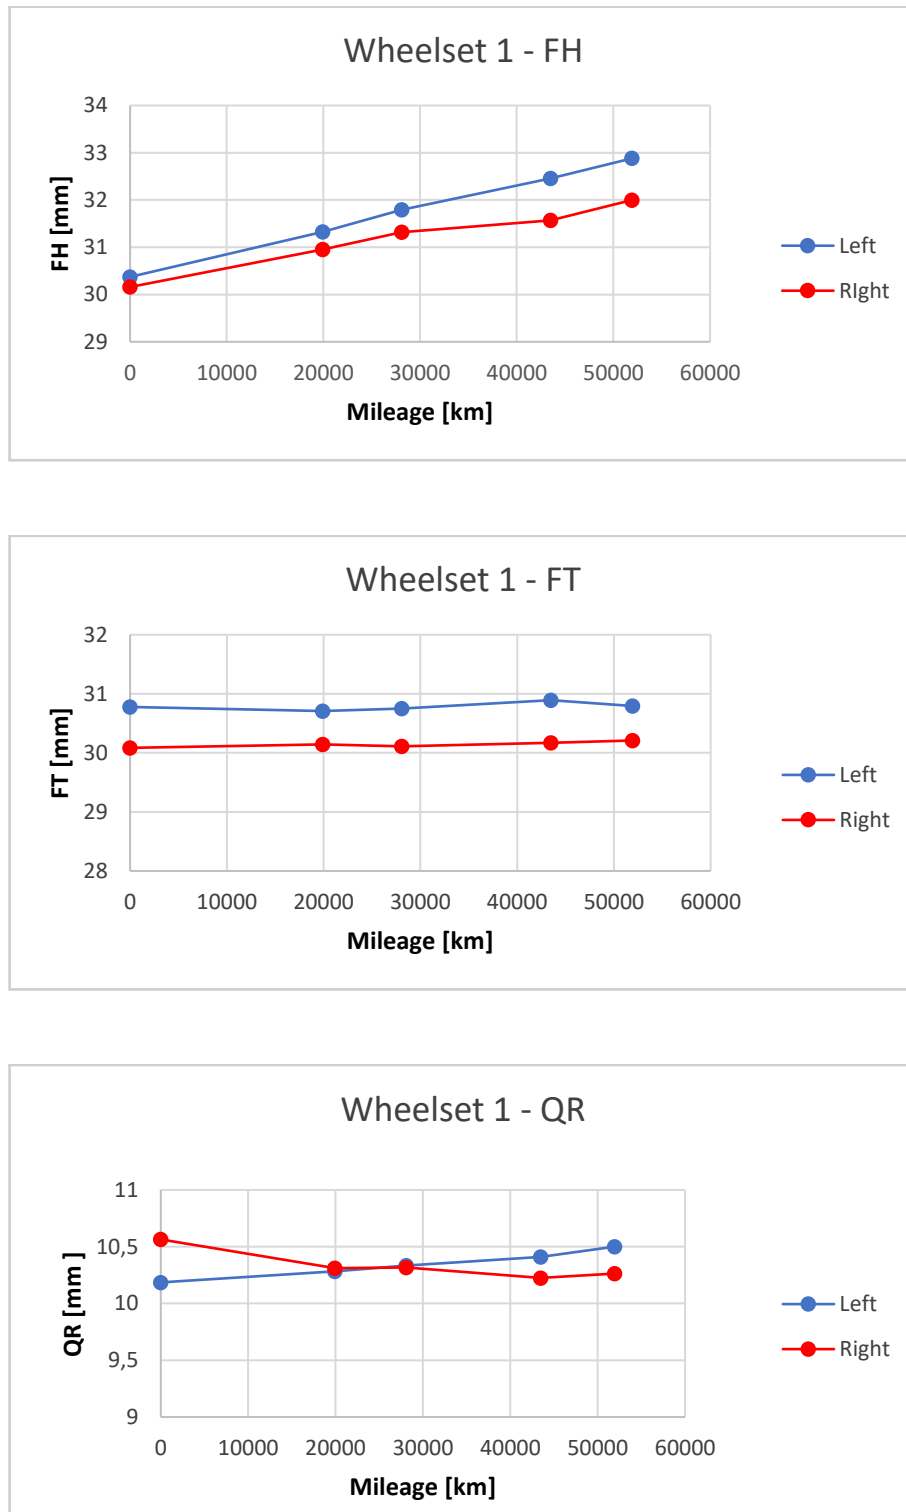 Wheelset 1 - FH
34
33
32
31
30
29
FH [mm]
0 10000 20000 30000 40000 50000 60000
Mileage [km]
Left
RIght
Wheelset 1 - FT
32
31
30
29
28
FT [mm]
0 10000 20000 30000 40000 50000 60000
Mileage [km]
Left
Right
Wheelset 1 - QR
11
10,5
10
9,5
9
QR [mm ]
0 10000 20000 30000 40000 50000 60000
Mileage [km]
Left
Right